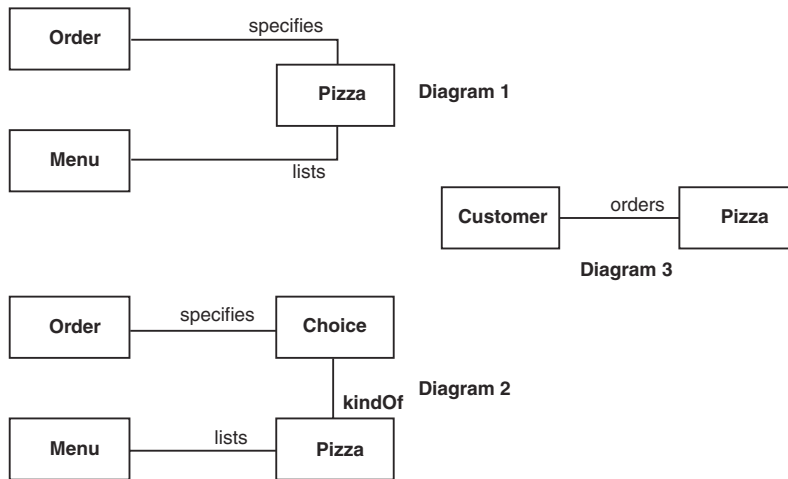 specifies
Order
Pizza
Diagram 1
Menu
lists
Customer
orders
Pizza
Diagram 3
Order
specifies
Choice
kindOf
Diagram 2
Menu
lists
Pizza